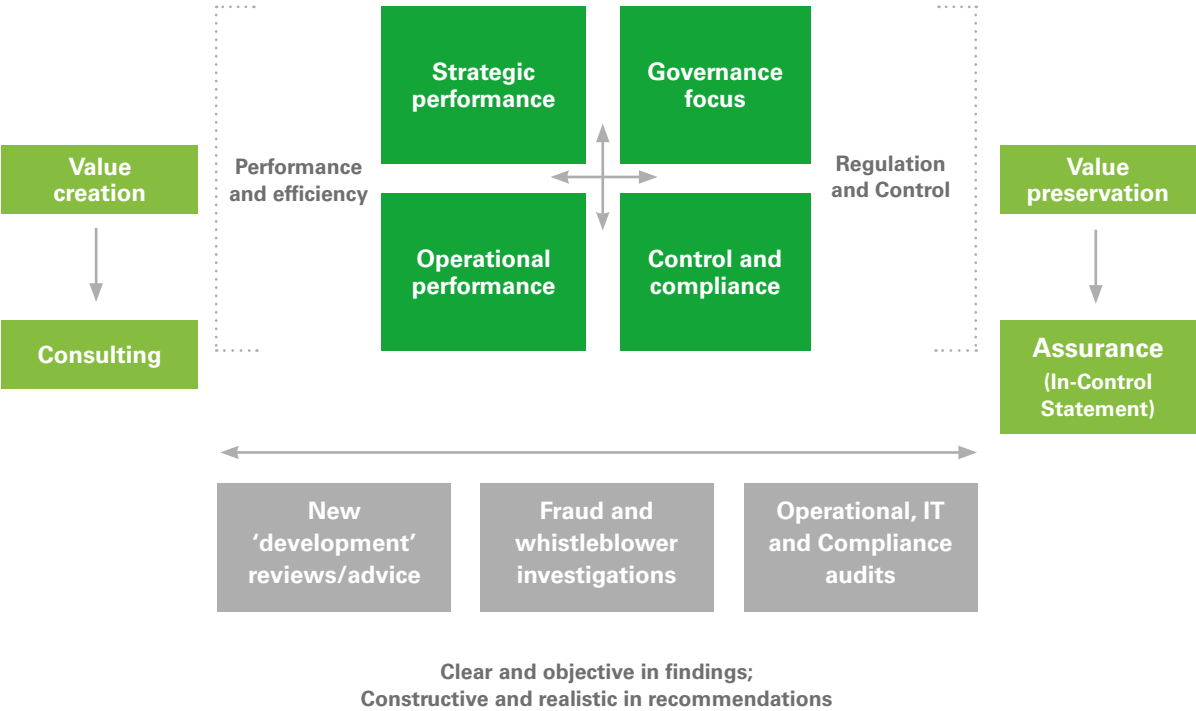 Strategic
performance
Governance
focus
Value
creation
Performance
and efficiency
Regulation
and Control
Value
preservation
Operational
performance
Control and
compliance
Consulting
Assurance
(In-Control
Statement)
New
‘development’
reviews/advice
Fraud and
whistleblower
investigations
Operational, IT
and Compliance
audits
Clear and objective in findings;
Constructive and realistic in recommendations